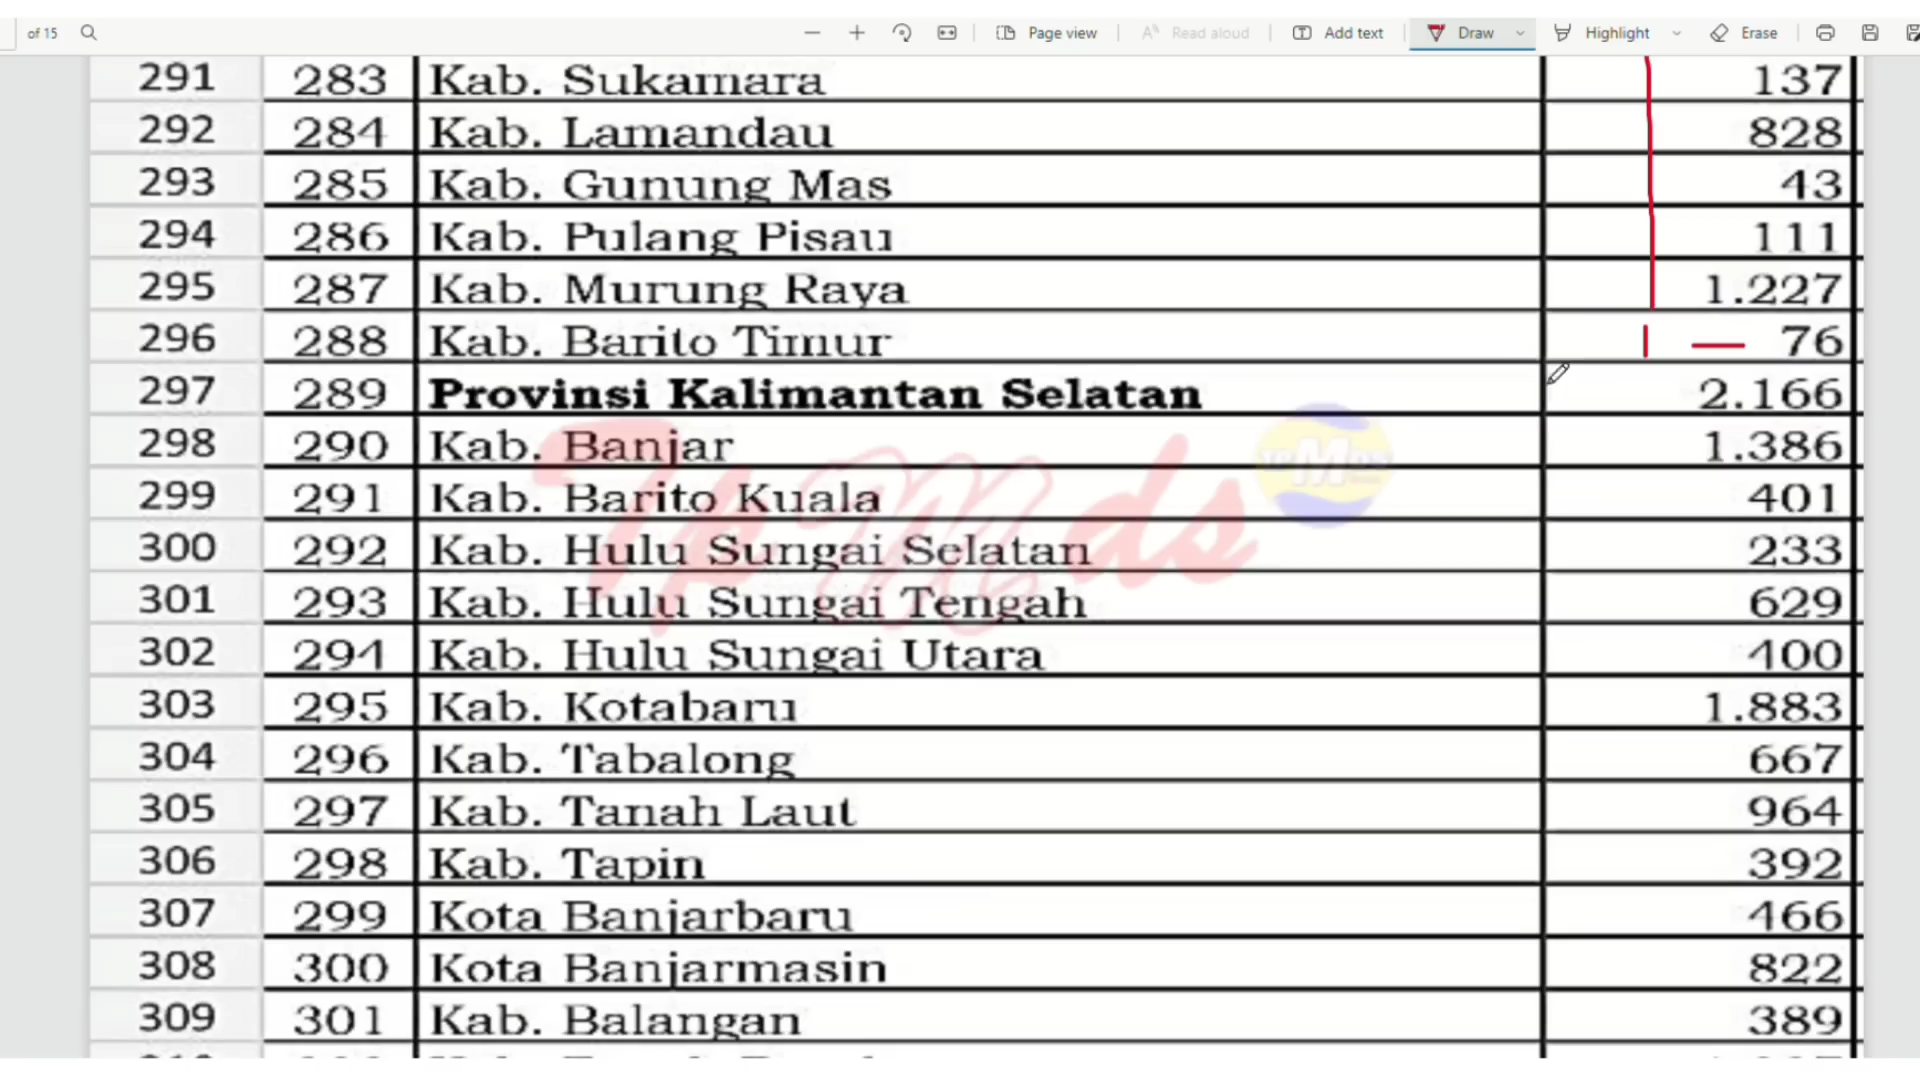 of 15 Page view Read aloud Add text Draw Highlight Erase
291 283 Kab. Sukamara 137
292 284 Kab. Lamandau 828
293 285 Kab. Gunung Mas 43
294 286 Kab. Pulang Pisau 111
295 287 Kab. Murung Raya 1.227
296 288 Kab. Barito Timur 76
297 289 Provinsi Kalimantan Selatan 2.166
298 290 Kab. Banjar 1.386
299 291 Kab. Barito Kuala 401
300 292 Kab. Hulu Sungai Selatan 233
301 293 Kab. Hulu Sungai Tengah 629
302 294 Kab. Hulu Sungai Utara 400
303 295 Kab. Kotabaru 1.883
304 296 Kab. Tabalong 667
305 297 Kab. Tanah Laut 964
306 298 Kab. Tapin 392
307 299 Kota Banjarbaru 466
308 300 Kota Banjarmasin 822
309 301 Kab. Balangan 389
TpMds